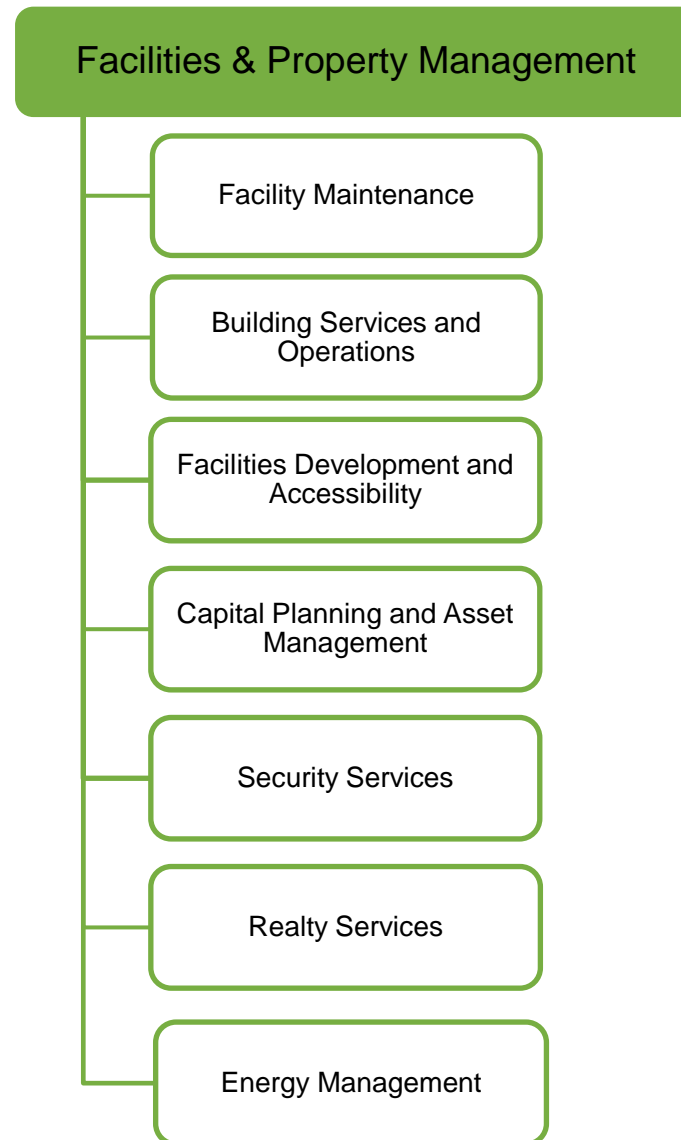 Facilities & Property Management
Facility Maintenance
Building Services and
Operations
Facilities Development and
Accessibility
Capital Planning and Asset
Management
Security Services
Realty Services
Energy Management